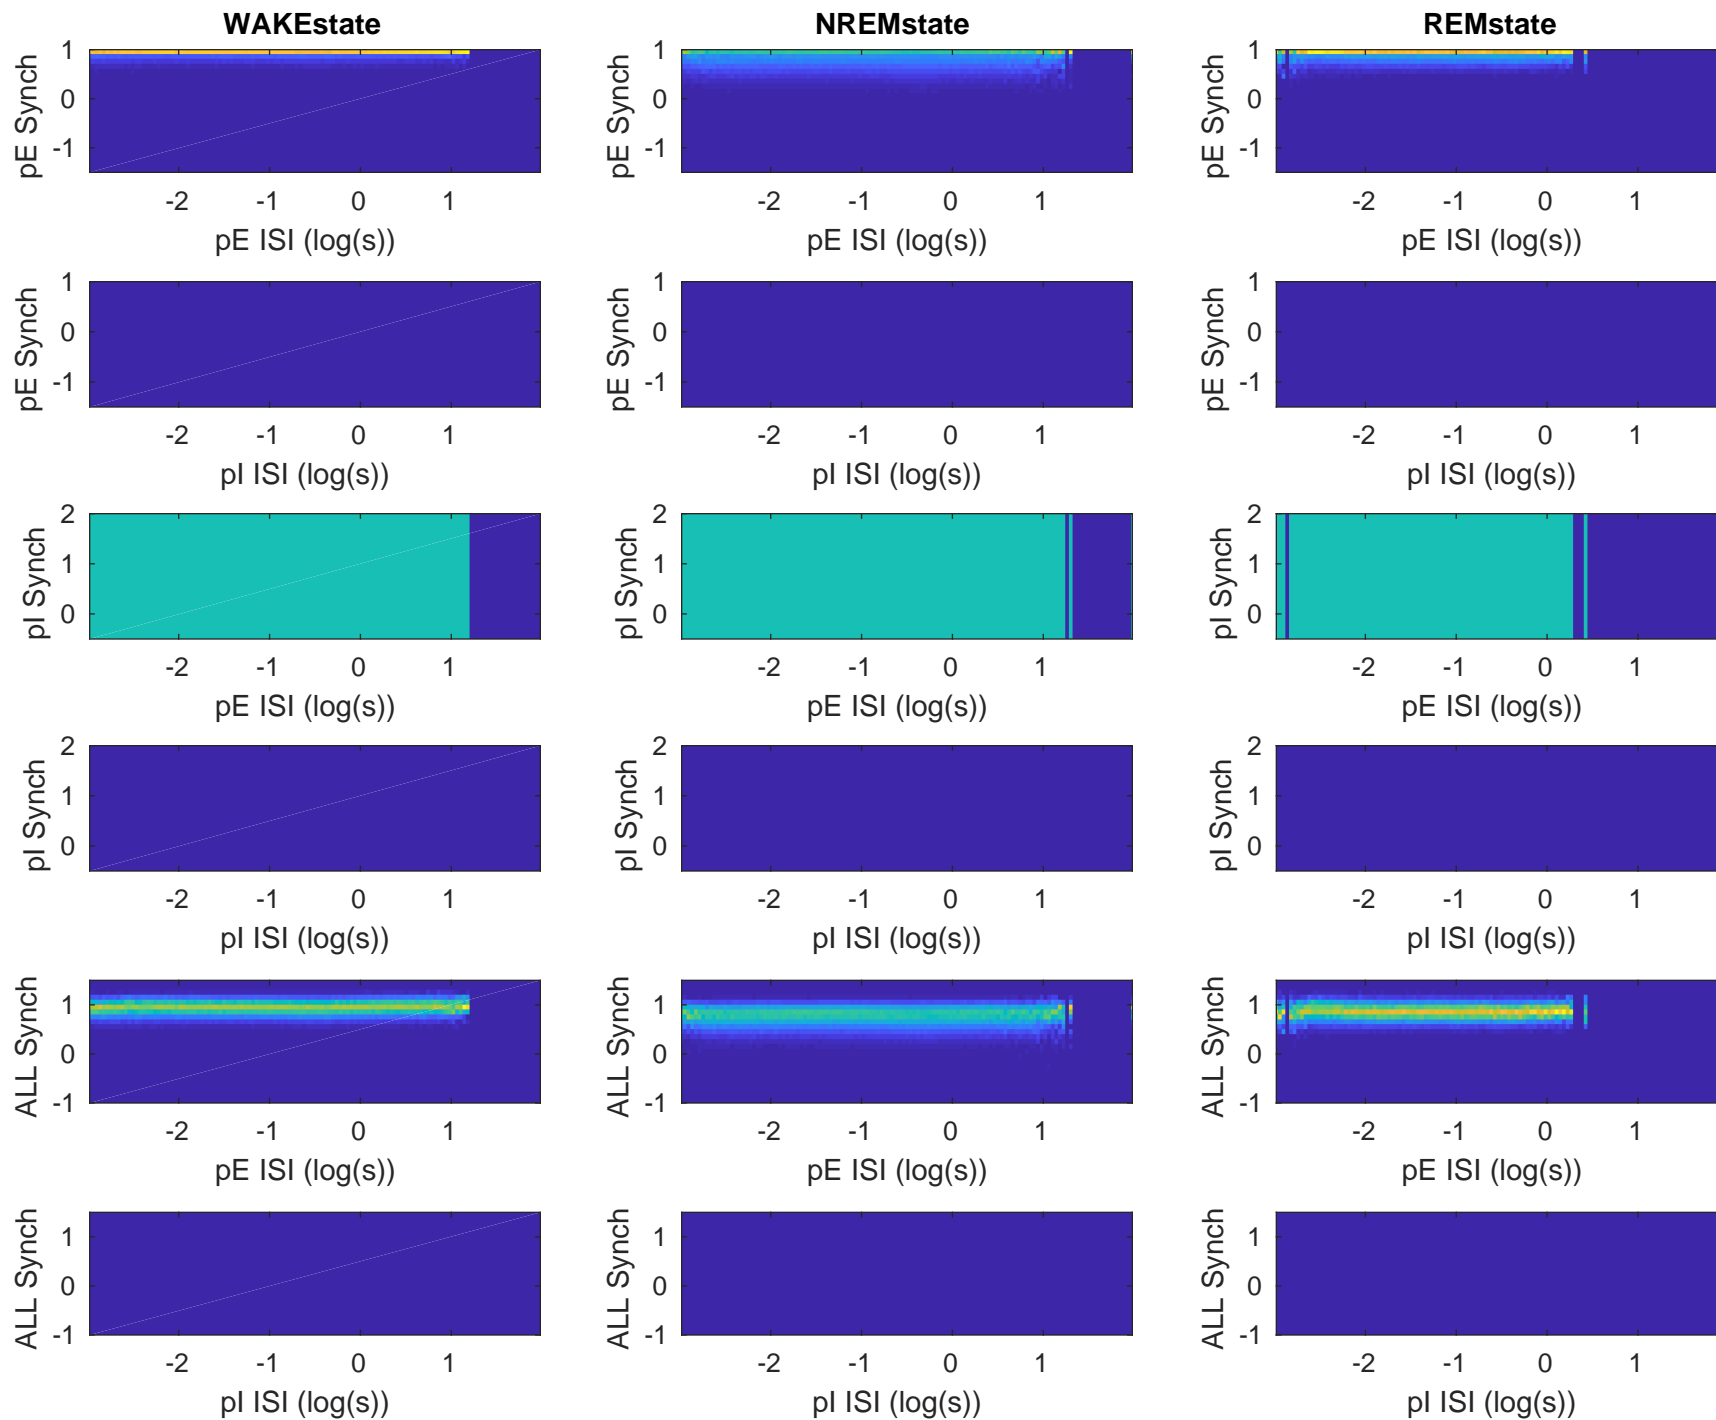 WAKEstate NREMstate REMstate
1 1 1
pE Synch 0 pE Synch 0 pE Synch 0
-1 -1 -1
-2 -1 0 1 -2 -1 0 1 -2 -1 0 1
pE ISI (log(s)) pE ISI (log(s)) pE ISI (log(s))
1 1 1
pE Synch 0 pE Synch 0 pE Synch 0
-1 -1 -1
-2 -1 0 1 -2 -1 0 1 -2 -1 0 1
pI ISI (log(s)) pI ISI (log(s)) pI ISI (log(s))
2 2 2
pI Synch 1 pI Synch 1 pI Synch 1
0 0 0
-2 -1 0 1 -2 -1 0 1 -2 -1 0 1
pE ISI (log(s)) pE ISI (log(s)) pE ISI (log(s))
2 2 2
pI Synch 1 pI Synch 1 pI Synch 1
0 0 0
-2 -1 0 1 -2 -1 0 1 -2 -1 0 1
pI ISI (log(s)) pI ISI (log(s)) pI ISI (log(s))
1 1 1
ALL Synch 0 ALL Synch 0 ALL Synch 0
-1 -1 -1
-2 -1 0 1 -2 -1 0 1 -2 -1 0 1
pE ISI (log(s)) pE ISI (log(s)) pE ISI (log(s))
1 1 1
ALL Synch 0 ALL Synch 0 ALL Synch 0
-1 -1 -1
-2 -1 0 1 -2 -1 0 1 -2 -1 0 1
pI ISI (log(s)) pI ISI (log(s)) pI ISI (log(s))